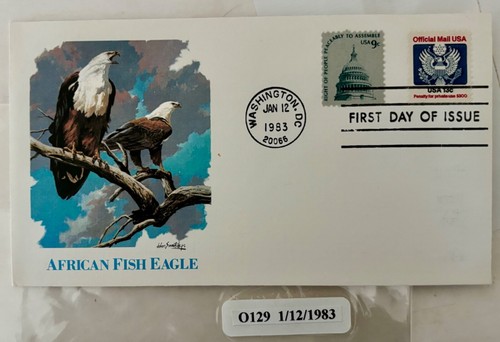 RIGHT OF PEOPLE PEACEABLY TO ASSEMBLE
USA 9c
Official Mail USA
USA 13c
Penalty for private use $300
WASHINGTON, DC
JAN 12
1983
20066
FIRST DAY OF ISSUE
AFRICAN FISH EAGLE
O129 1/12/1983